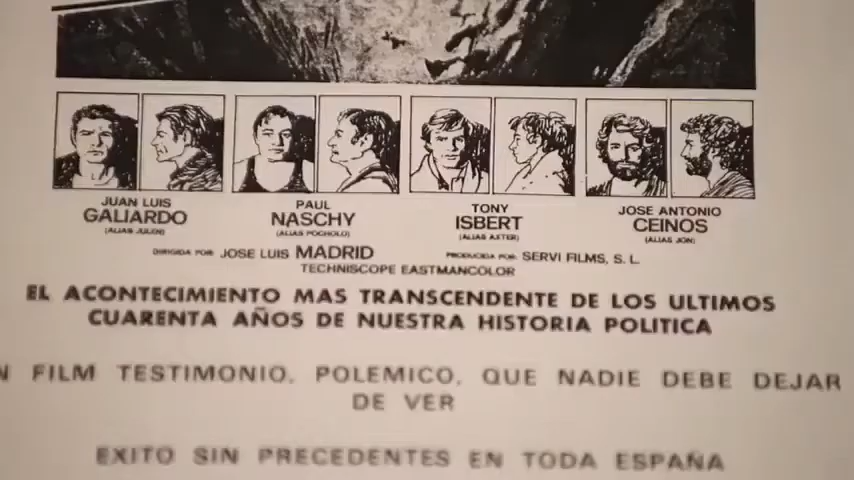 JUAN LUIS
GALIARDO
(ALIAS JULEN)
PAUL
NASCHY
(ALIAS POCHOLO)
TONY
ISBERT
(ALIAS AXTER)
JOSE ANTONIO
CEINOS
(ALIAS JON)
DIRIGIDA POR JOSE LUIS MADRID
PRODUCIDA POR SERVI FILMS, S. L.
TECHNISCOPE EASTMANCOLOR
EL ACONTECIMIENTO MAS TRANSCENDENTE DE LOS ULTIMOS
CUARENTA AÑOS DE NUESTRA HISTORIA POLITICA
N FILM TESTIMONIO, POLEMICO, QUE NADIE DEBE DEJAR
DE VER
EXITO SIN PRECEDENTES EN TODA ESPAÑA